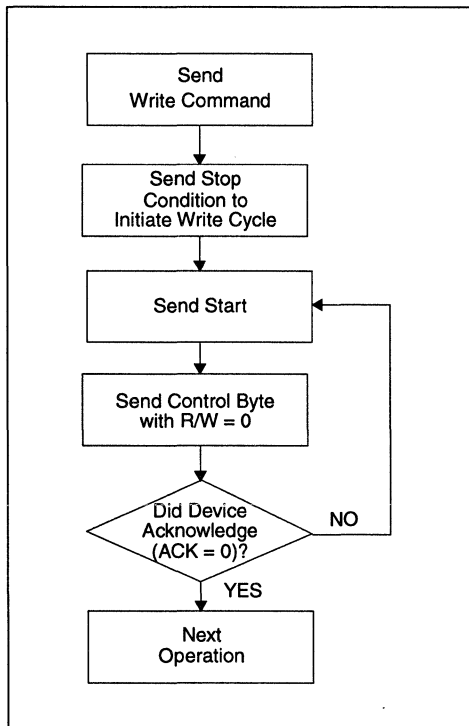 Send
Write Command
Send Stop
Condition to
Initiate Write Cycle
Send Start
Send Control Byte
with R/W = 0
Did Device
Acknowledge
(ACK = 0)?
NO
YES
Next
Operation